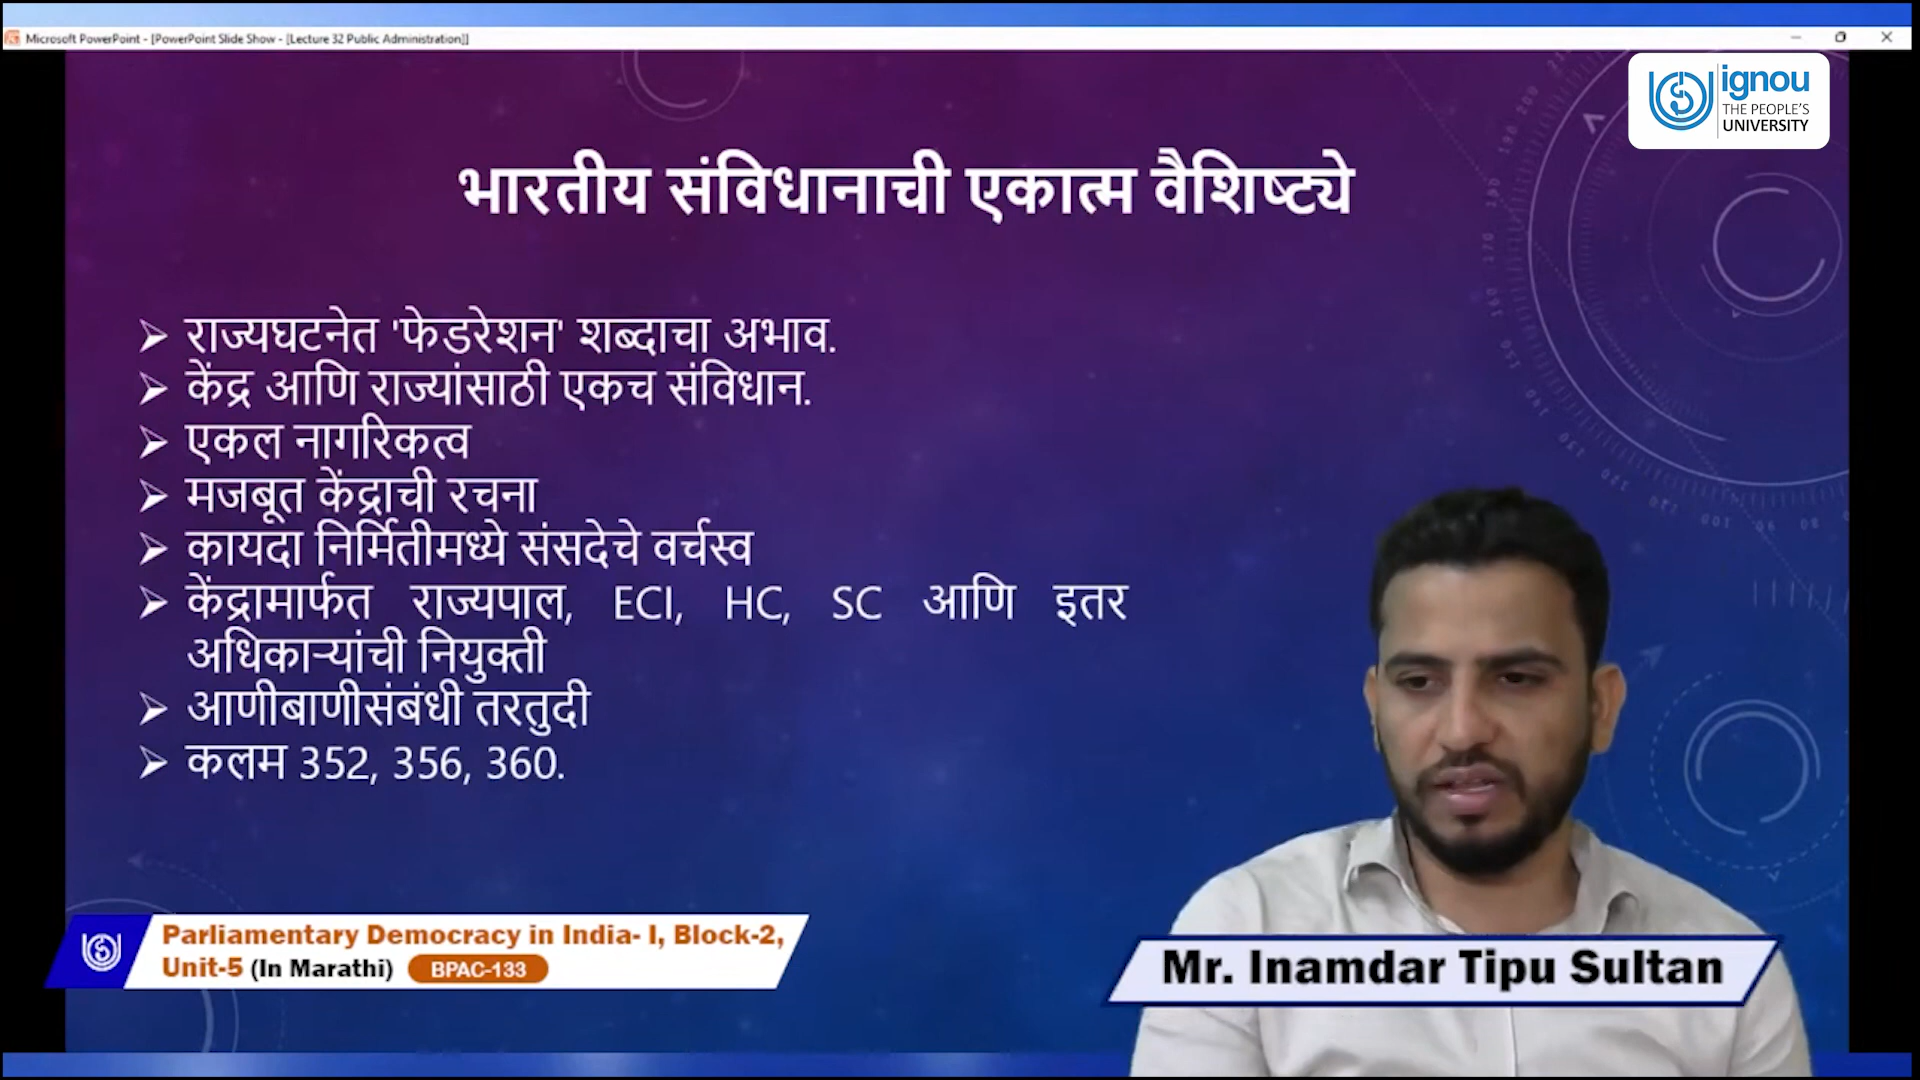 Microsoft PowerPoint - [PowerPoint Slide Show - [Lecture 32 Public Administration]]
ignou
THE PEOPLE'S
UNIVERSITY
भारतीय संविधानाची एकात्म वैशिष्ट्ये
राज्यघटनेत 'फेडरेशन' शब्दाचा अभाव.
केंद्र आणि राज्यांसाठी एकच संविधान.
एकल नागरिकत्व
मजबूत केंद्राची रचना
कायदा निर्मितीमध्ये संसदेचे वर्चस्व
केंद्रामार्फत राज्यपाल, ECI, HC, SC आणि इतर
अधिकाऱ्यांची नियुक्ती
आणीबाणीसंबंधी तरतुदी
कलम 352, 356, 360.
Parliamentary Democracy in India- I, Block-2,
Unit-5 (In Marathi) BPAC-133
Mr. Inamdar Tipu Sultan